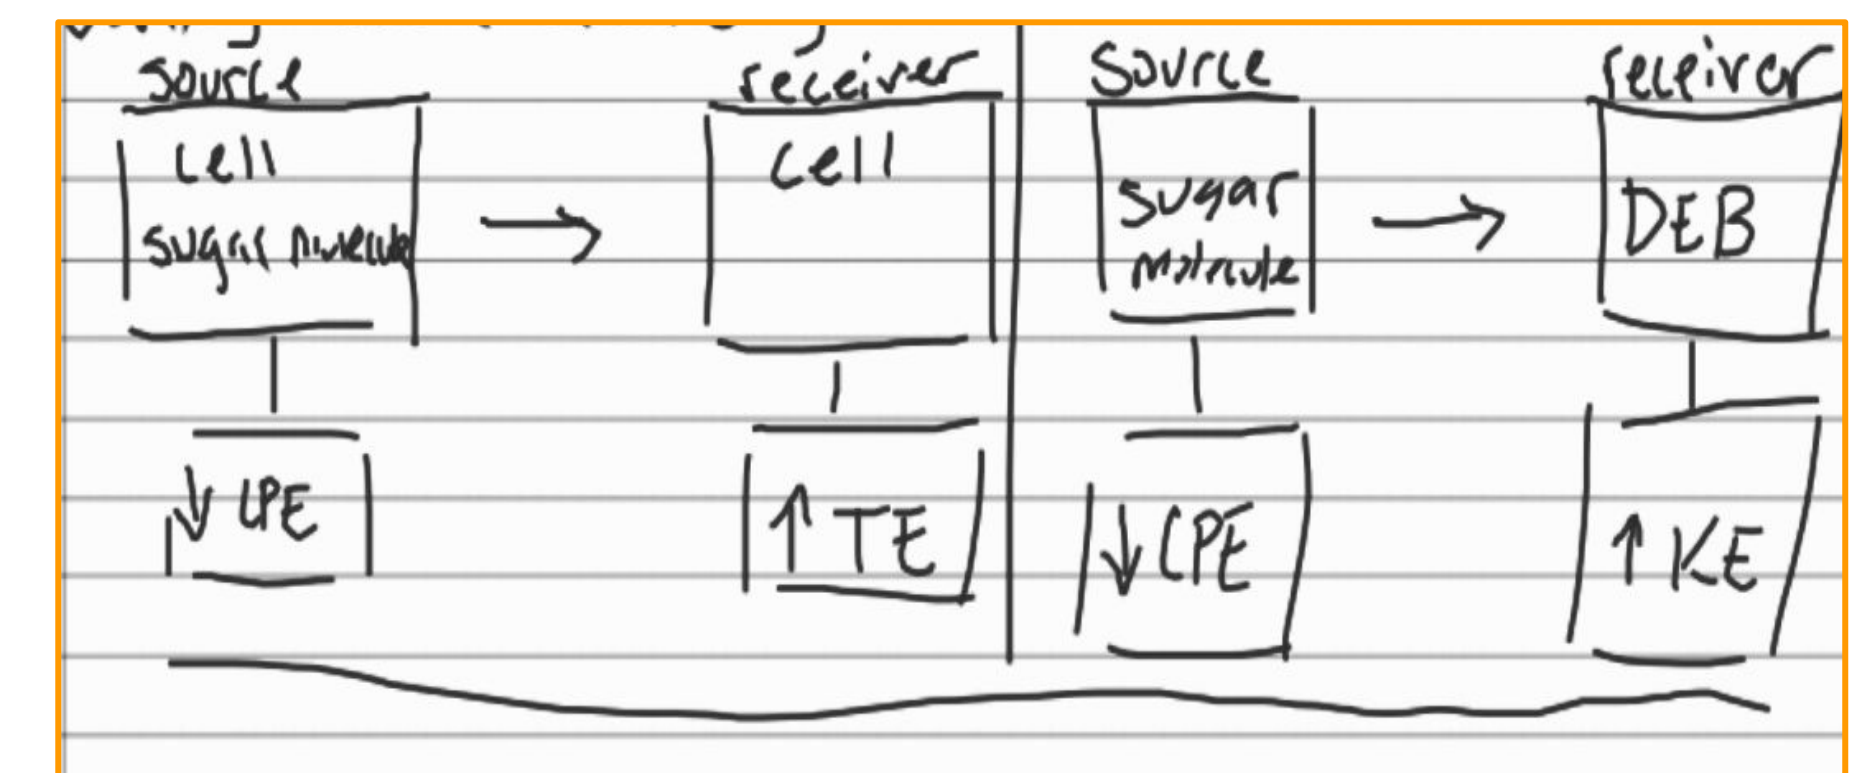 source
cell
sugar molecule
→
receiver
cell
↓ CPE
↑ TE
source
sugar
molecule
→
receiver
DEB
↓ CPE
↑ KE